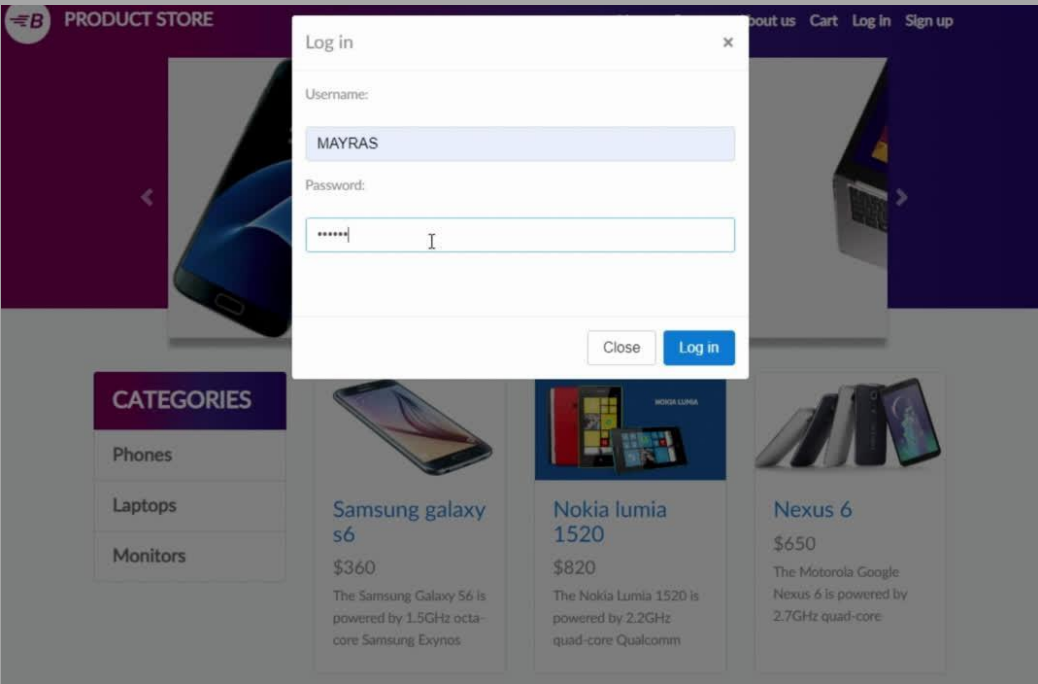 B PRODUCT STORE
bout us Cart Log in Sign up
Log in
×
Username:
MAYRAS
Password:
••••••
Close Log in
CATEGORIES
Phones
Laptops
Monitors
NOKIA LUMIA
Samsung galaxy
s6
$360
The Samsung Galaxy S6 is
powered by 1.5GHz octa-
core Samsung Exynos
Nokia lumia
1520
$820
The Nokia Lumia 1520 is
powered by 2.2GHz
quad-core Qualcomm
Nexus 6
$650
The Motorola Google
Nexus 6 is powered by
2.7GHz quad-core